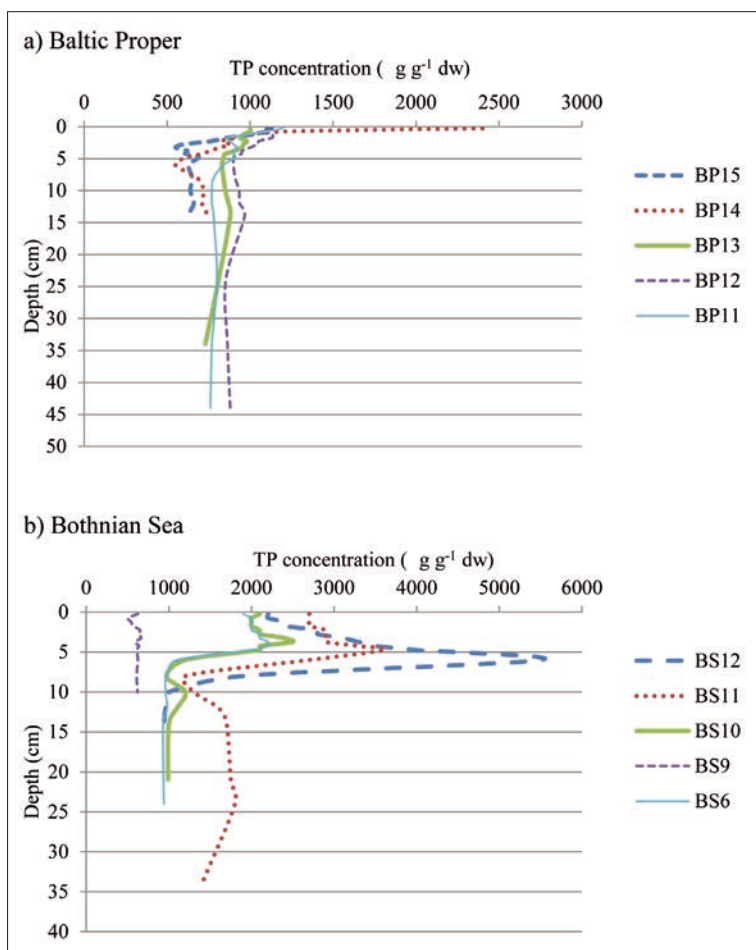 a) Baltic Proper
TP concentration ( g g⁻¹ dw)
0 500 1000 1500 2000 2500 3000
0
5
10
15
20
25
30
35
40
45
50
Depth (cm)
BP15
BP14
BP13
BP12
BP11
b) Bothnian Sea
TP concentration ( g g⁻¹ dw)
0 1000 2000 3000 4000 5000 6000
0
5
10
15
20
25
30
35
40
Depth (cm)
BS12
BS11
BS10
BS9
BS6